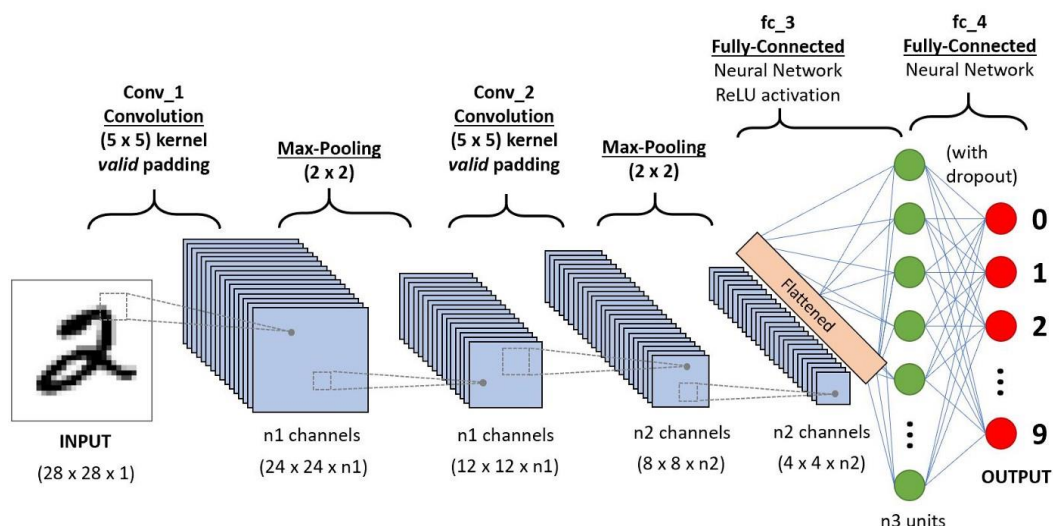 fc_3
Fully-Connected
Neural Network
ReLU activation
fc_4
Fully-Connected
Neural Network
Conv_1
Convolution
(5 x 5) kernel
valid padding
Max-Pooling
(2 x 2)
Conv_2
Convolution
(5 x 5) kernel
valid padding
Max-Pooling
(2 x 2)
(with
dropout)
Flattened
0
1
2
9
INPUT
(28 x 28 x 1)
n1 channels
(24 x 24 x n1)
n1 channels
(12 x 12 x n1)
n2 channels
(8 x 8 x n2)
n2 channels
(4 x 4 x n2)
OUTPUT
n3 units
2